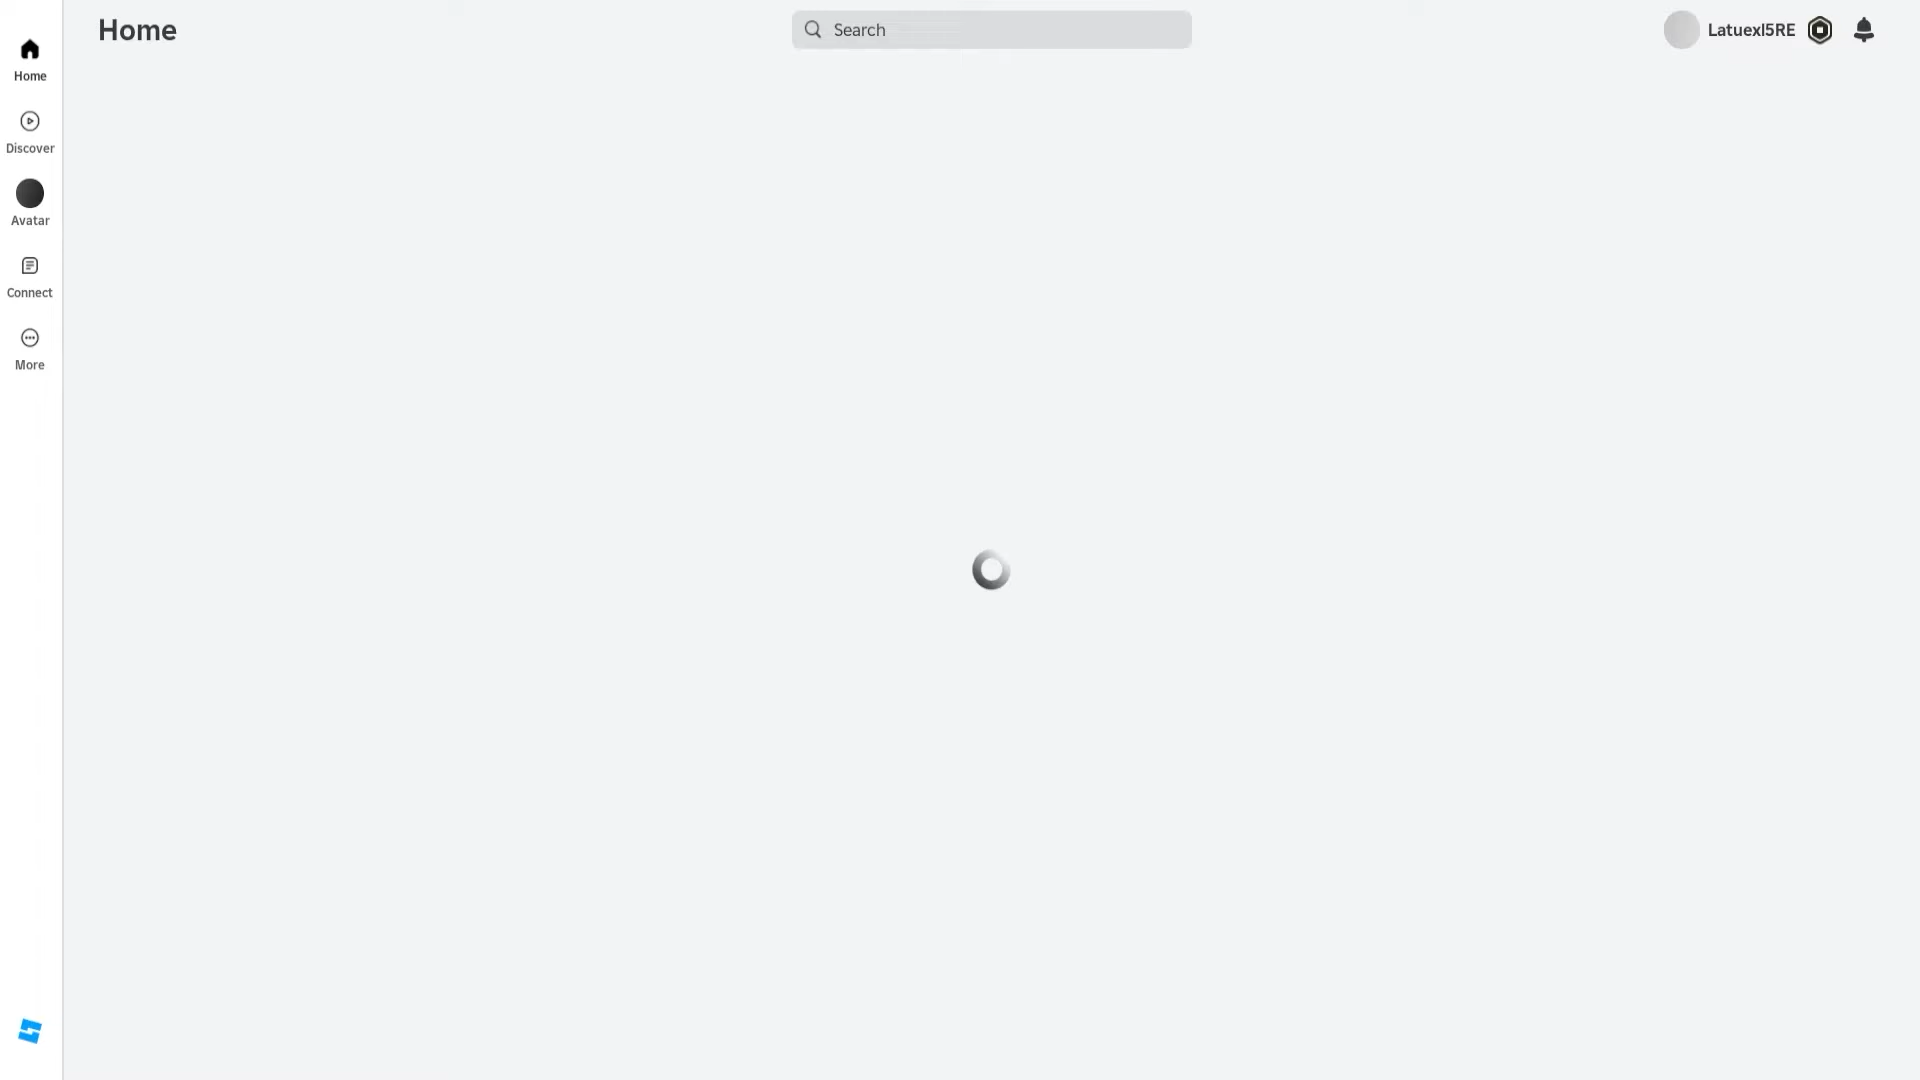 Home
Search
Latuexl5RE
Home
Discover
Avatar
Connect
More